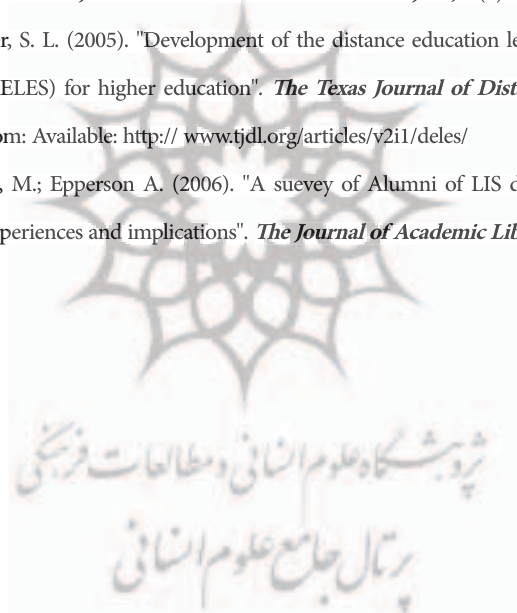 er, S. L. (2005). "Development of the distance education le
ELES) for higher education". The Texas Journal of Dist
om: Available: http:// www.tjdl.org/articles/v2i1/deles/
, M.; Epperson A. (2006). "A suevey of Alumni of LIS d
periences and implications". The Journal of Academic Lib
پژوهشگاه علوم انسانی و مطالعات فرهنگی
پرتال جامع علوم انسانی